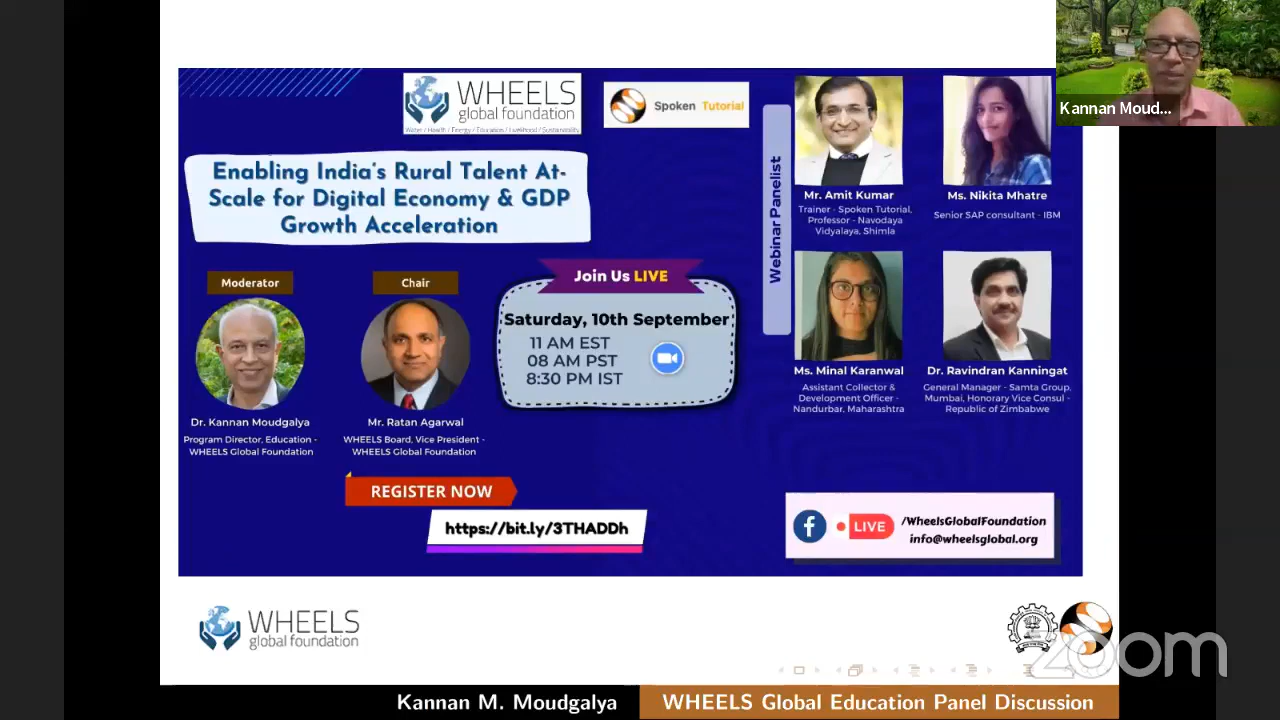 WHEELS
global foundation
Water / Health / Energy / Education / Livelihood / Sustainability
Spoken Tutorial
Enabling India's Rural Talent At-
Scale for Digital Economy & GDP
Growth Acceleration
Moderator
Dr. Kannan Moudgalya
Program Director, Education -
WHEELS Global Foundation
Chair
Mr. Ratan Agarwal
WHEELS Board, Vice President -
WHEELS Global Foundation
Join Us LIVE
Saturday, 10th September
11 AM EST
08 AM PST
8:30 PM IST
REGISTER NOW
https://bit.ly/3THADDh
Webinar Panelist
Mr. Amit Kumar
Trainer - Spoken Tutorial,
Professor - Navodaya
Vidyalaya, Shimla
Ms. Nikita Mhatre
Senior SAP consultant - IBM
Ms. Minal Karanwal
Assistant Collector &
Development Officer -
Nandurbar, Maharashtra
Dr. Ravindran Kanningat
General Manager - Samta Group,
Mumbai, Honorary Vice Consul -
Republic of Zimbabwe
LIVE
/WheelsGlobalFoundation
info@wheelsglobal.org
Kannan Moud...
WHEELS
global foundation
zoom
Kannan M. Moudgalya
WHEELS Global Education Panel Discussion